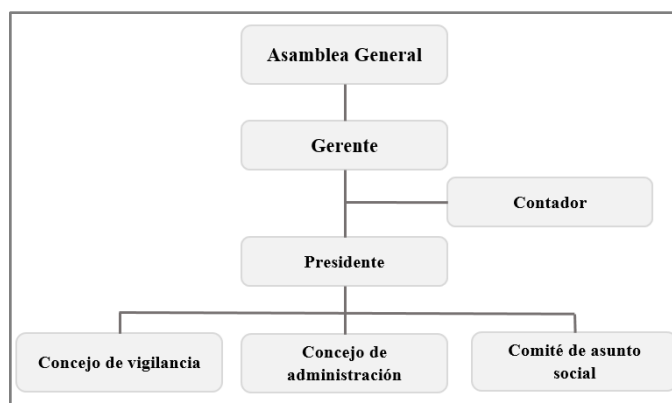 Asamblea General
Gerente
Contador
Presidente
Concejo de vigilancia
Concejo de
administración
Comité de asunto
social